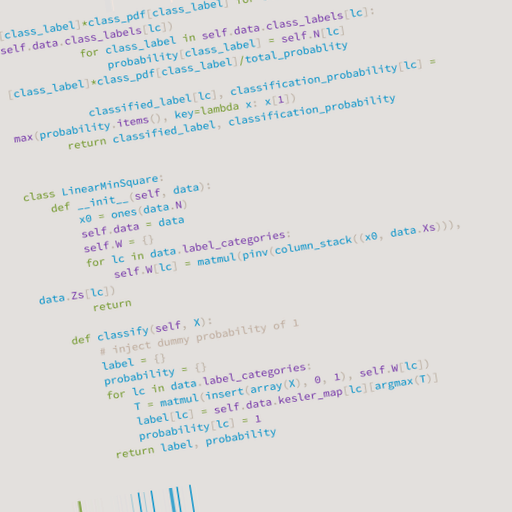 [class_label]*class_pdf[class_label]
self.data.class_labels[lc])
for class_label in self.data.class_labels[lc]:
probability[class_label] = self.N[lc]
[class_label]*class_pdf[class_label]/total_probablity
classified_label[lc], classification_probability[lc] =
max(probability.items(), key=lambda x: x[1])
return classified_label, classification_probability
class LinearMinSquare:
def __init__(self, data):
x0 = ones(data.N)
self.data = data
self.W = {}
for lc in data.label_categories:
self.W[lc] = matmul(pinv(column_stack((x0, data.Xs))),
data.Zs[lc])
return
def classify(self, X):
# inject dummy probability of 1
label = {}
probability = {}
for lc in data.label_categories:
T = matmul(insert(array(X), 0, 1), self.W[lc])
label[lc] = self.data.kesler_map[lc][argmax(T)]
probability[lc] = 1
return label, probability